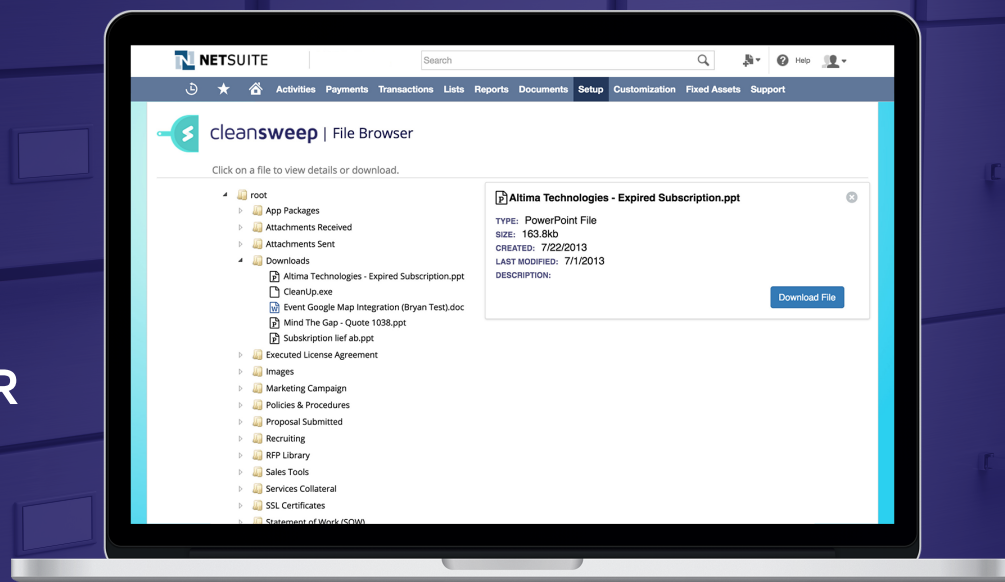 NETSUITE
Search
Help
Activities Payments Transactions Lists Reports Documents Setup Customization Fixed Assets Support
cleansweep | File Browser
Click on a file to view details or download.
root
App Packages
Attachments Received
Attachments Sent
Downloads
Altima Technologies - Expired Subscription.ppt
CleanUp.exe
Event Google Map Integration (Bryan Test).doc
Mind The Gap - Quote 1038.ppt
Subskription lief ab.ppt
Executed License Agreement
Images
Marketing Campaign
Policies & Procedures
Proposal Submitted
Recruiting
RFP Library
Sales Tools
Services Collateral
SSL Certificates
Statement of Work (SOW)
Altima Technologies - Expired Subscription.ppt
TYPE: PowerPoint File
SIZE: 163.8kb
CREATED: 7/22/2013
LAST MODIFIED: 7/1/2013
DESCRIPTION:
Download File
R